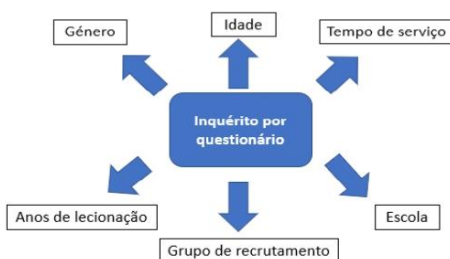 Género
Idade
Tempo de serviço
Inquérito por
questionário
Anos de lecionação
Escola
Grupo de recrutamento